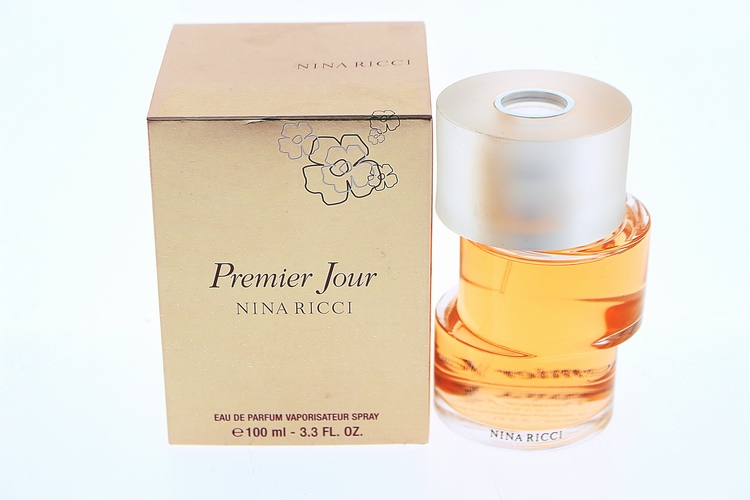 NINA RICCI
Premier Jour
NINA RICCI
EAU DE PARFUM VAPORISATEUR SPRAY
℮100 ml - 3.3 FL. OZ.
NINA RICCI